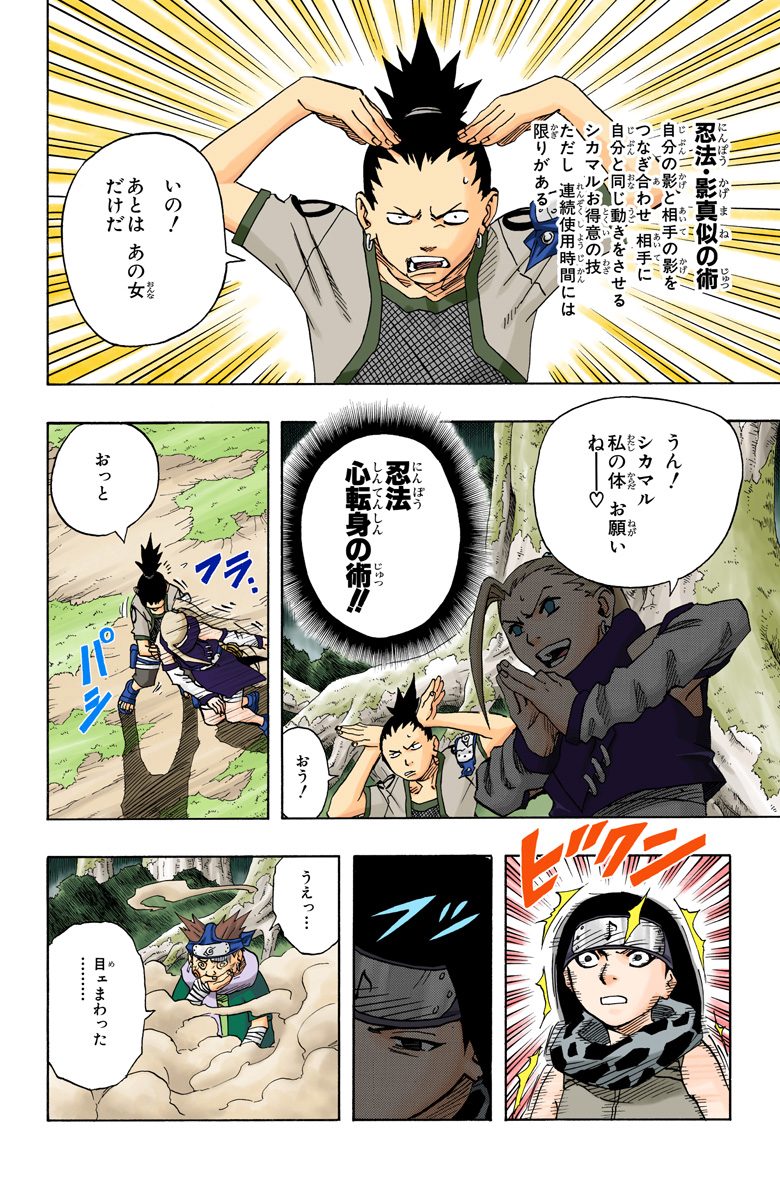 忍法・影真似の術
自分の影と相手の影を
つなぎ合わせ 相手に
自分と同じ動きをさせる
シカマルお得意の技
ただし 連続使用時間には
限りがある
いの！
あとは あの女
だけだ
うん！
シカマル
私の体 お願い
ね——♡
忍法
心転身の術!!
おう！
おっと
フラ、
パシ
ビクン
フッ
うえっ…
目ェまわった
………